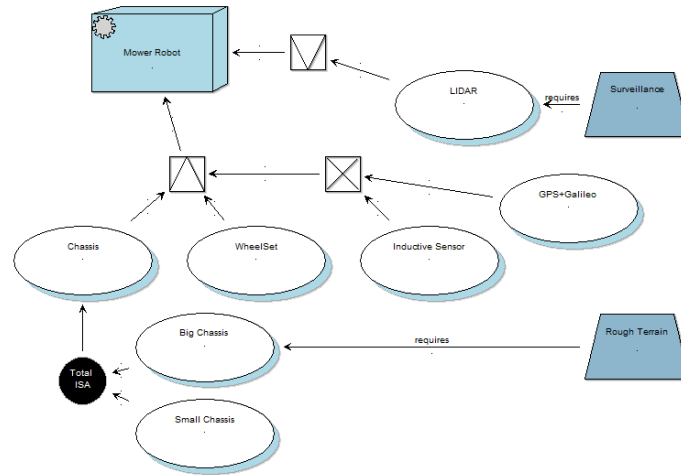 Mower Robot
LIDAR
Surveillance
requires
GPS+Galileo
Chassis
WheelSet
Inductive Sensor
Big Chassis
requires
Rough Terrain
Total
ISA
Small Chassis